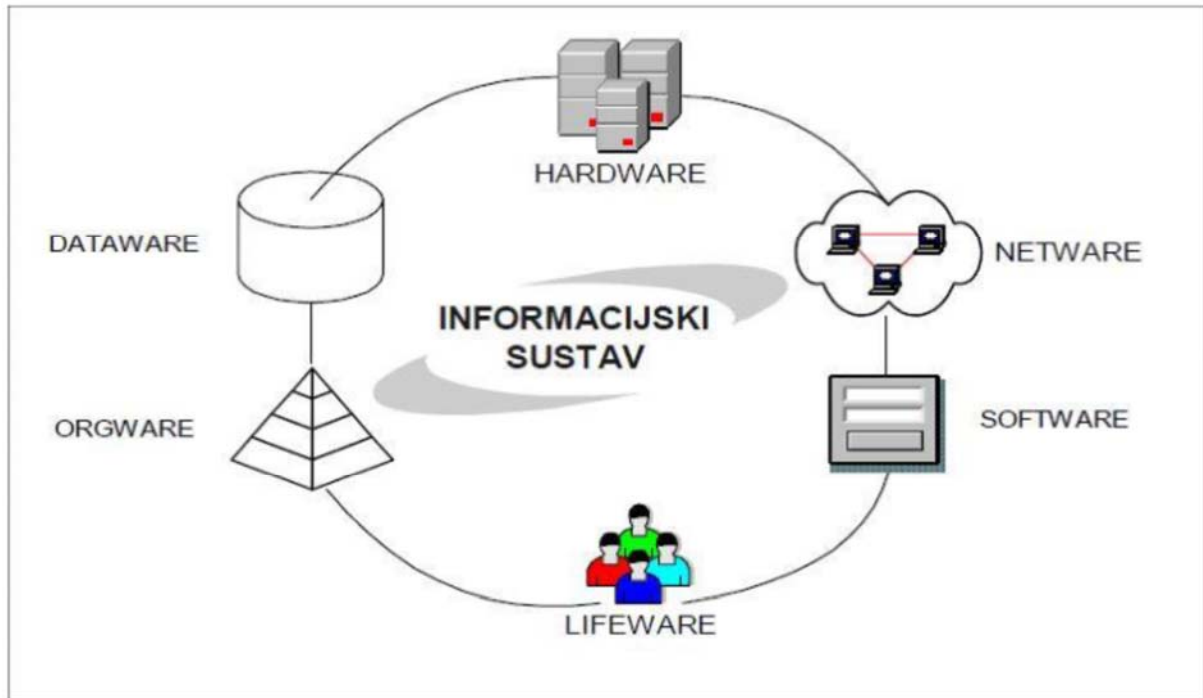 HARDWARE
DATAWARE
NETWARE
INFORMACIJSKI
SUSTAV
ORGWARE
SOFTWARE
LIFEWARE